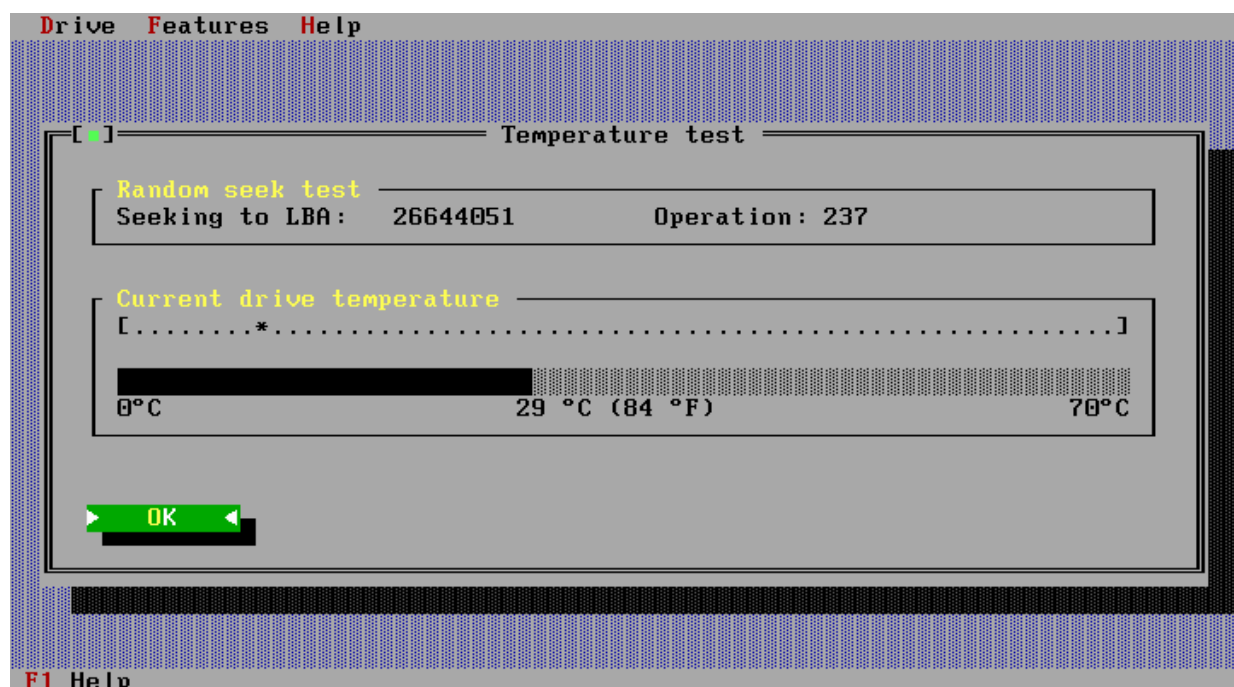 Drive Features Help
[■] Temperature test
Random seek test
Seeking to LBA: 26644051 Operation: 237
Current drive temperature
[........*.......................................................]
0°C 29 °C (84 °F) 70°C
OK
F1 Help